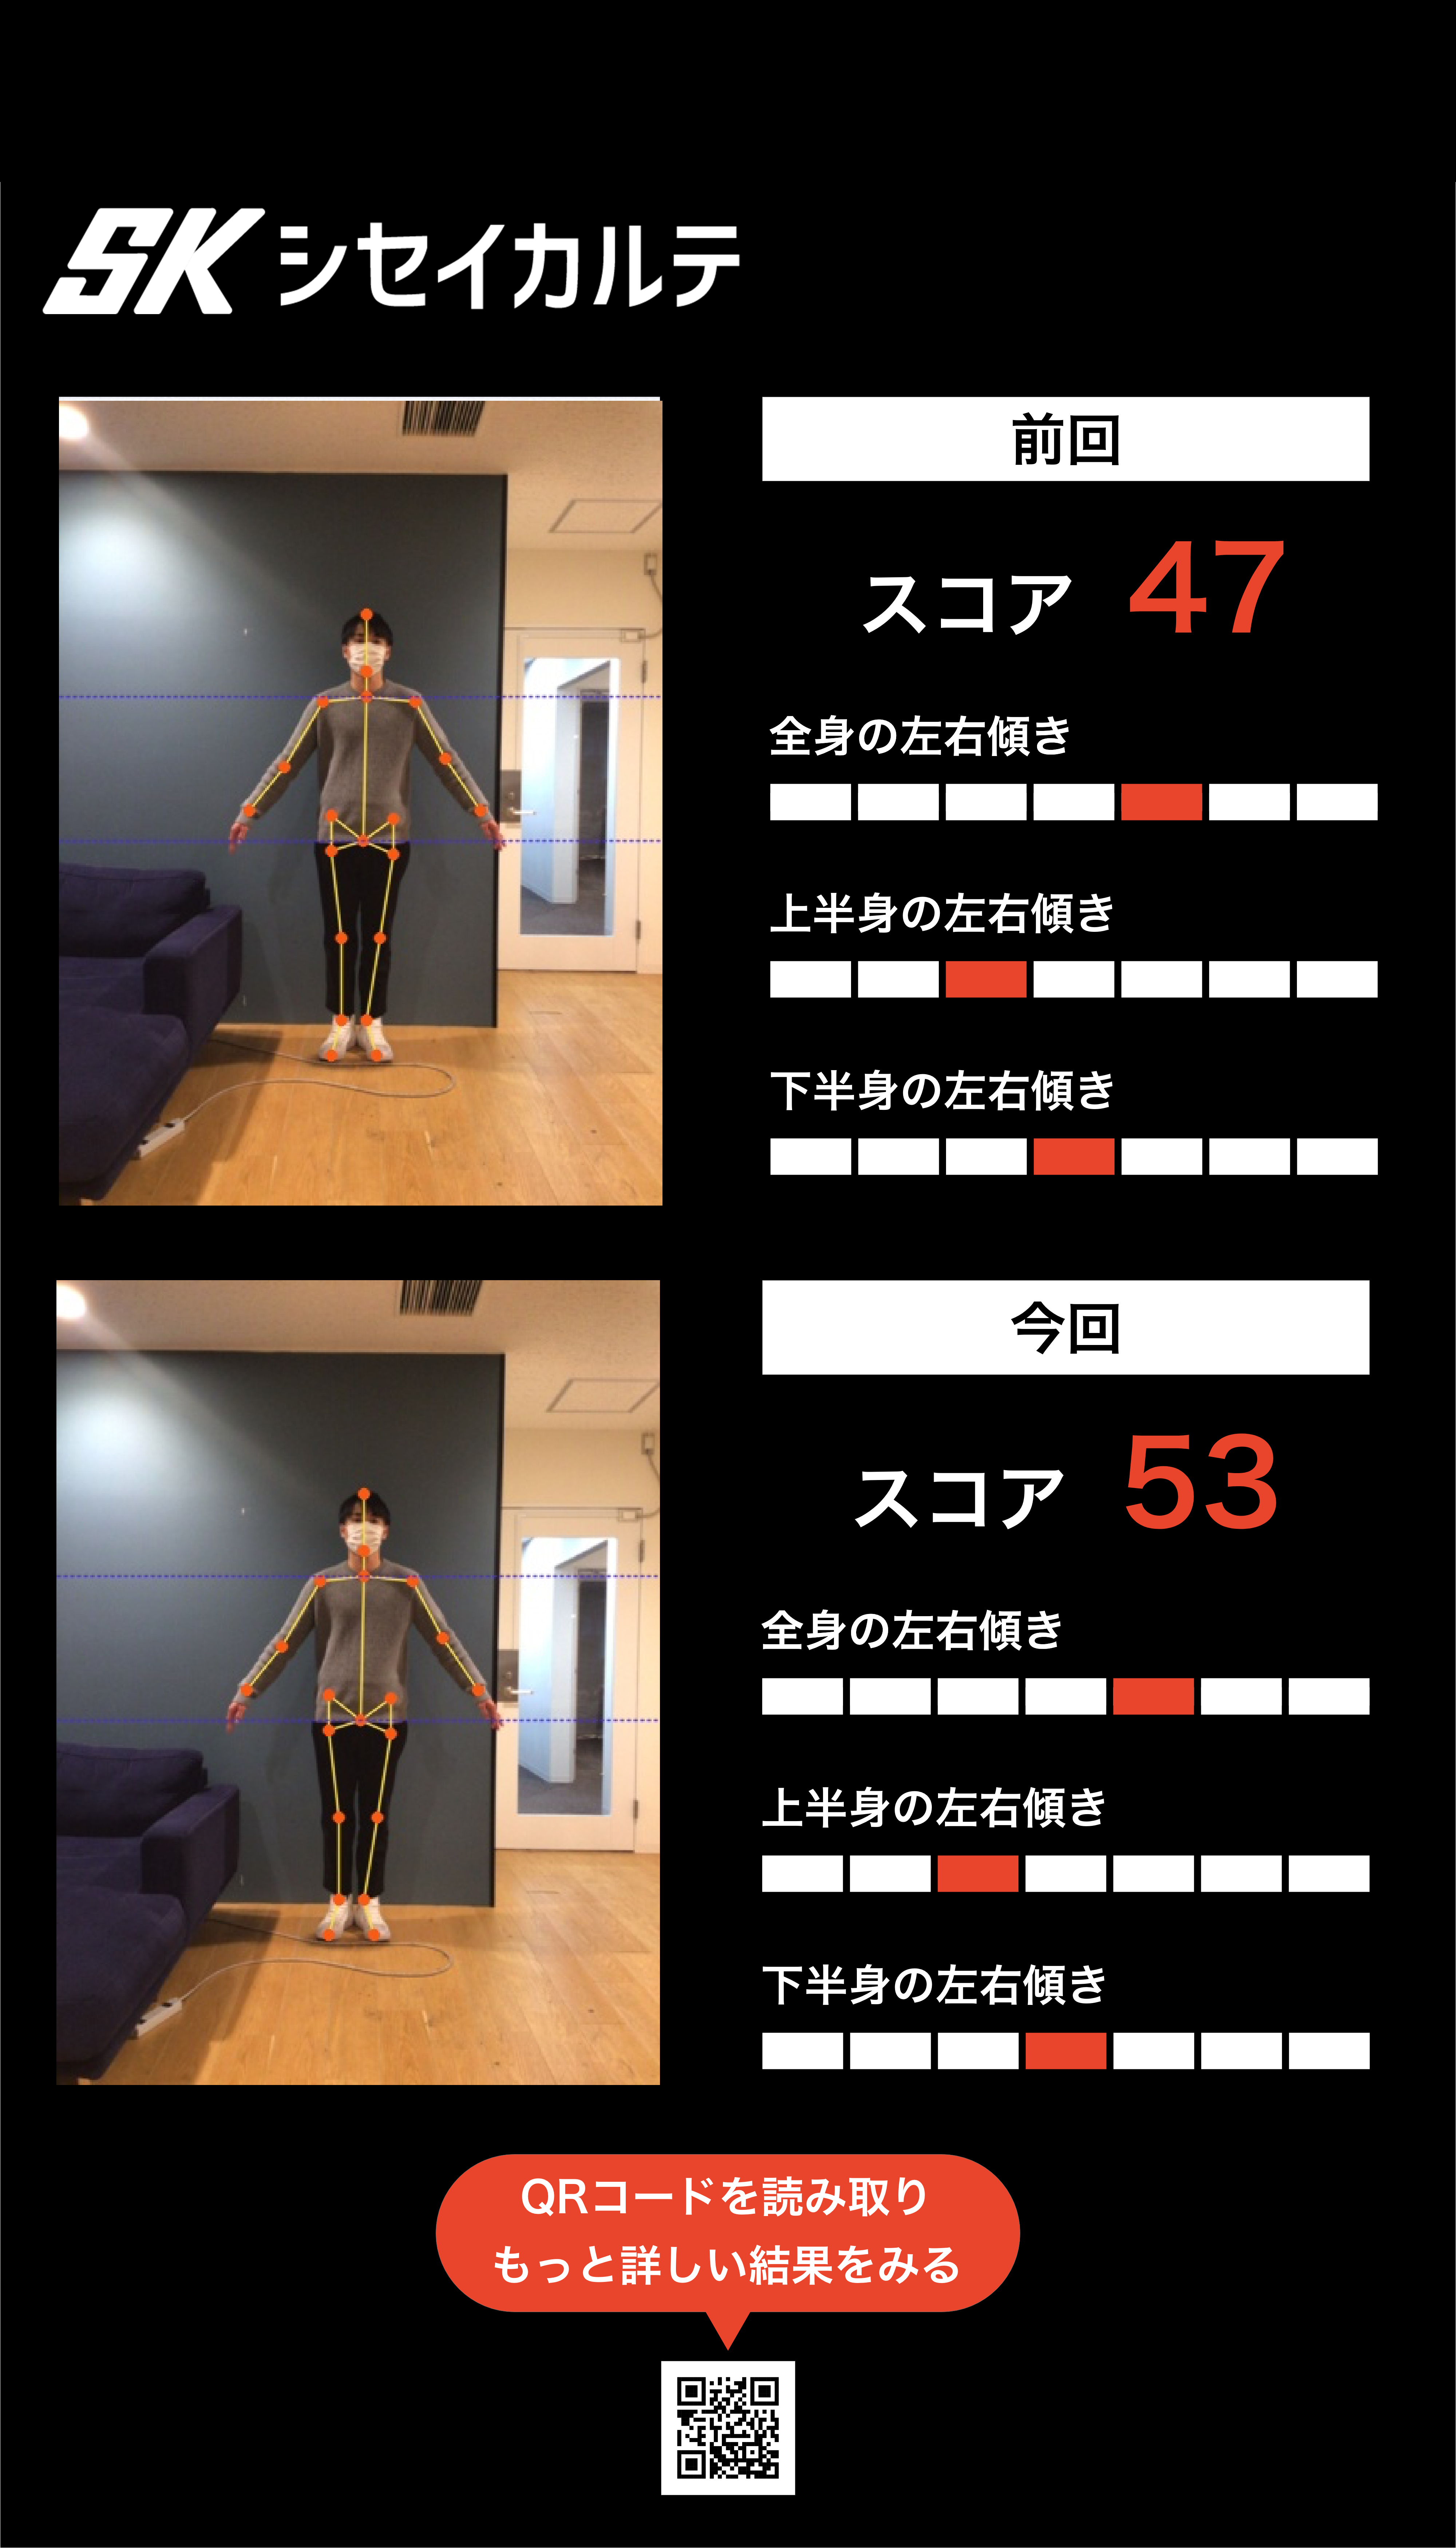 SK シセイカルテ
前回
スコア 47
全身の左右傾き
上半身の左右傾き
下半身の左右傾き
今回
スコア 53
全身の左右傾き
上半身の左右傾き
下半身の左右傾き
QRコードを読み取り
もっと詳しい結果をみる